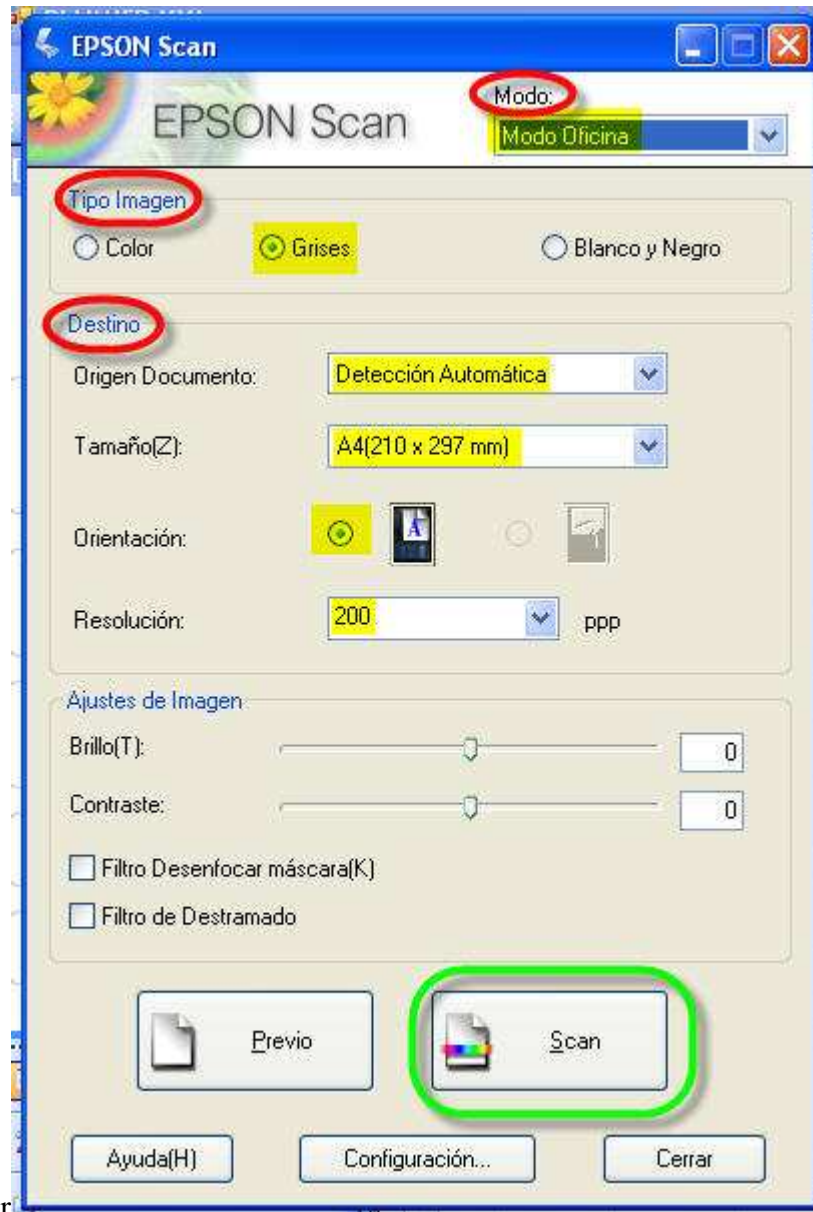 EPSON Scan
EPSON Scan
Modo:
Modo Oficina
Tipo Imagen
Color Grises Blanco y Negro
Destino
Origen Documento: Detección Automática
Tamaño(Z): A4(210 x 297 mm)
Orientación: A
Resolución: 200 ppp
Ajustes de Imagen
Brillo(T): 0
Contraste: 0
Filtro Desenfocar máscara(K)
Filtro de Destramado
Previo Scan
Ayuda(H) Configuración... Cerrar
r